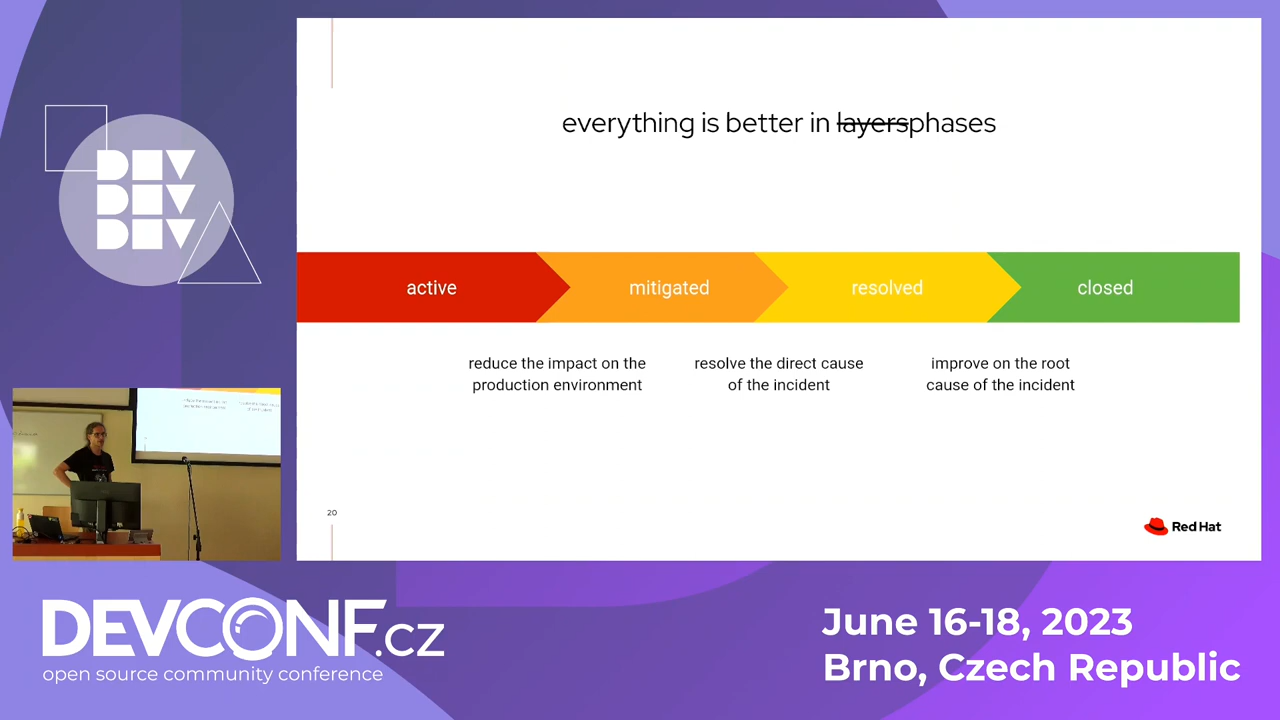 DEV
DEV
DEV
everything is better in layersphases
active
mitigated
resolved
closed
reduce the impact on the
production environment
resolve the direct cause
of the incident
improve on the root
cause of the incident
20
Red Hat
DEVCONF.CZ
open source community conference
June 16-18, 2023
Brno, Czech Republic